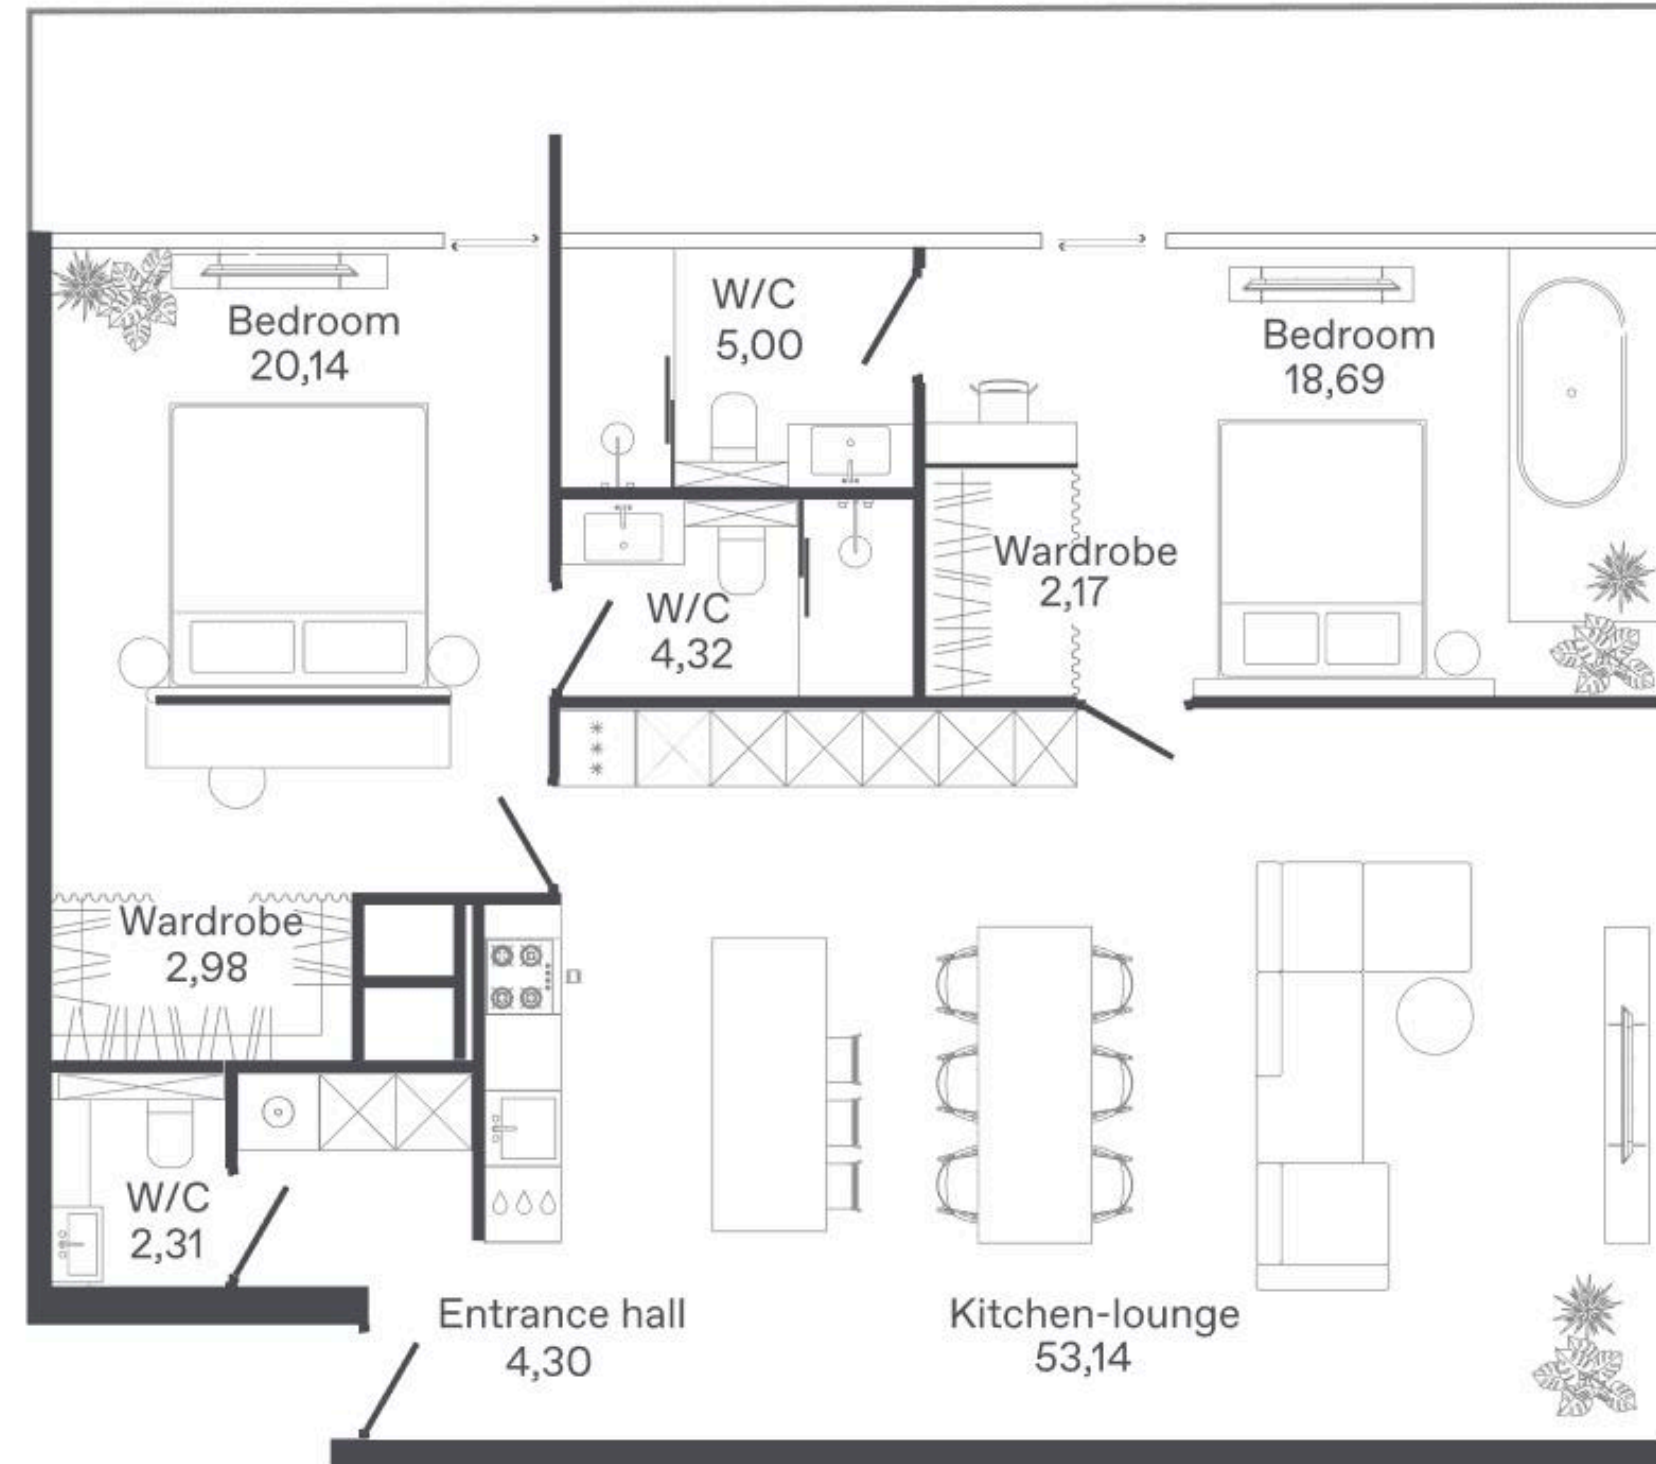 W/C
5,00
Bedroom
20,14
Bedroom
18,69
Wardrobe
2,17
W/C
4,32
Wardrobe
2,98
W/C
2,31
Entrance hall
4,30
Kitchen-lounge
53,14